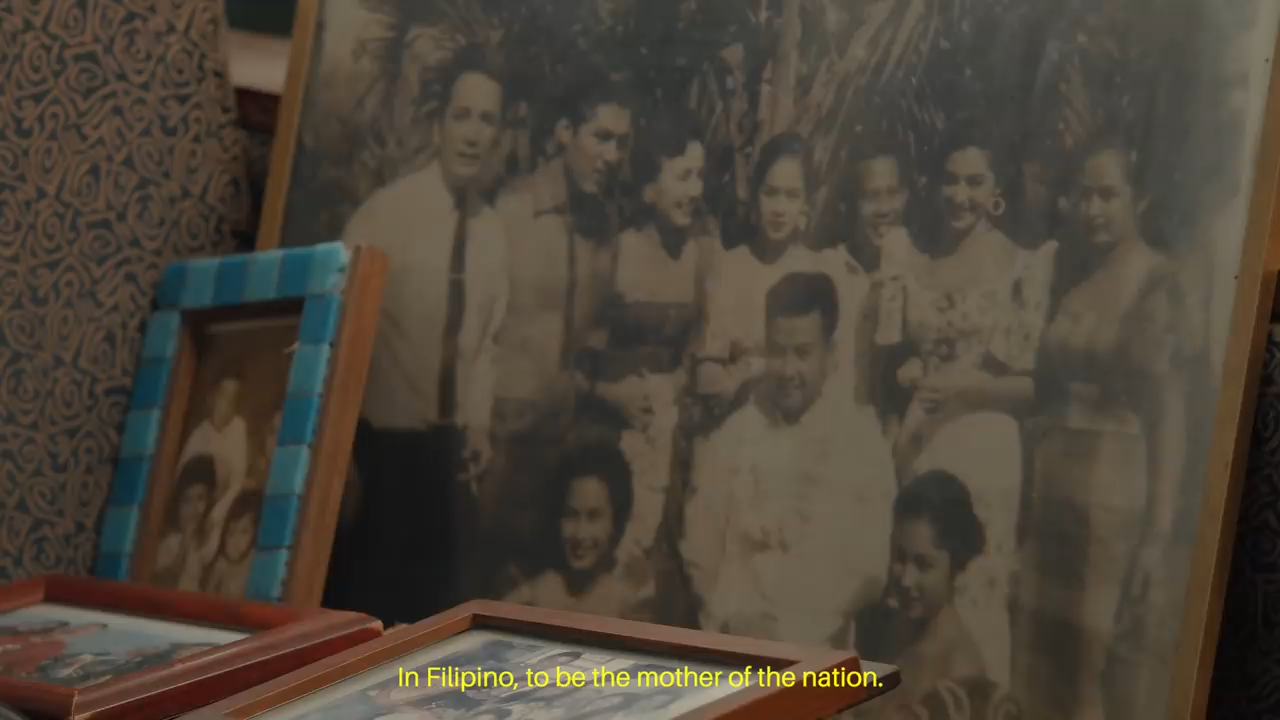 In Filipino, to be the mother of the nation.